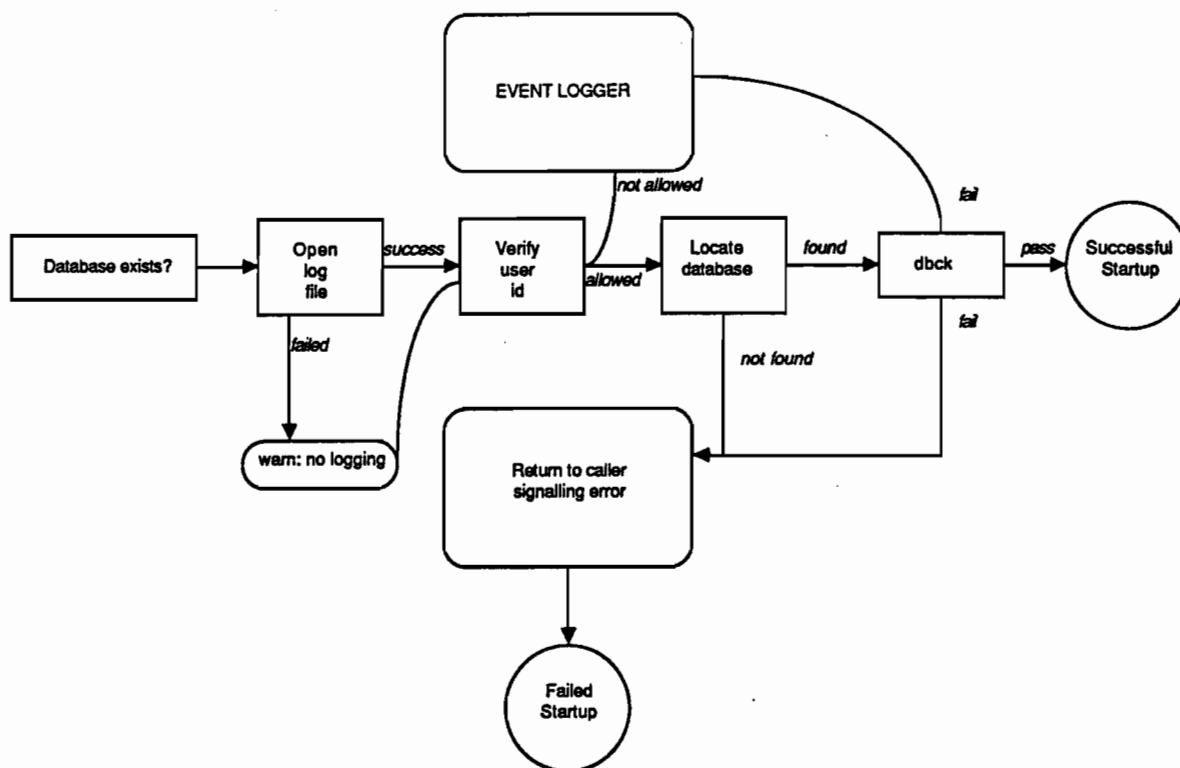 EVENT LOGGER
not allowed
fail
Database exists?
Open
log
file
success
Verify
user
id
allowed
Locate
database
found
dbck
pass
Successful
Startup
failed
not found
fail
warn: no logging
Return to caller
signalling error
Failed
Startup